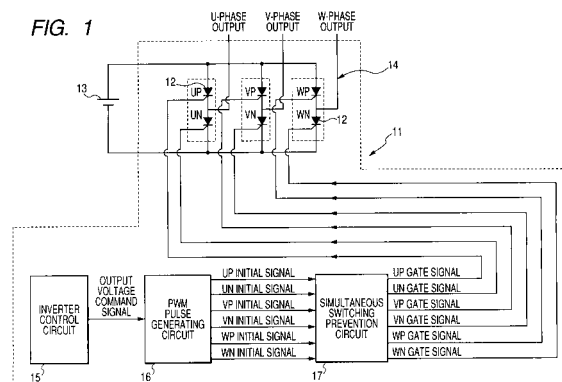 FIG. 1
U-PHASE OUTPUT
V-PHASE OUTPUT
W-PHASE OUTPUT
12
14
13
UP
VP
WP
UN
VN
WN
12
11
OUTPUT VOLTAGE COMMAND SIGNAL
INVERTER CONTROL CIRCUIT
15
PWM PULSE GENERATING CIRCUIT
16
UP INITIAL SIGNAL
UN INITIAL SIGNAL
VP INITIAL SIGNAL
VN INITIAL SIGNAL
WP INITIAL SIGNAL
WN INITIAL SIGNAL
SIMULTANEOUS SWITCHING PREVENTION CIRCUIT
17
UP GATE SIGNAL
UN GATE SIGNAL
VP GATE SIGNAL
VN GATE SIGNAL
WP GATE SIGNAL
WN GATE SIGNAL